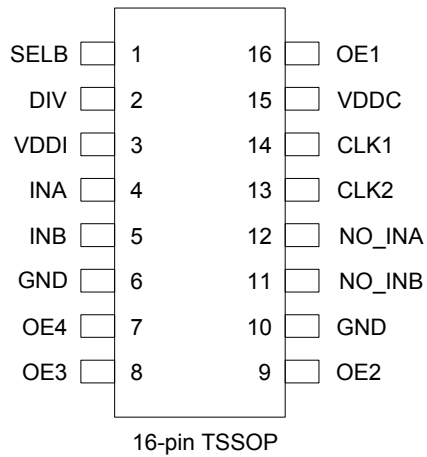 SELB 1 16 OE1
DIV 2 15 VDDC
VDDI 3 14 CLK1
INA 4 13 CLK2
INB 5 12 NO_INA
GND 6 11 NO_INB
OE4 7 10 GND
OE3 8 9 OE2
16-pin TSSOP